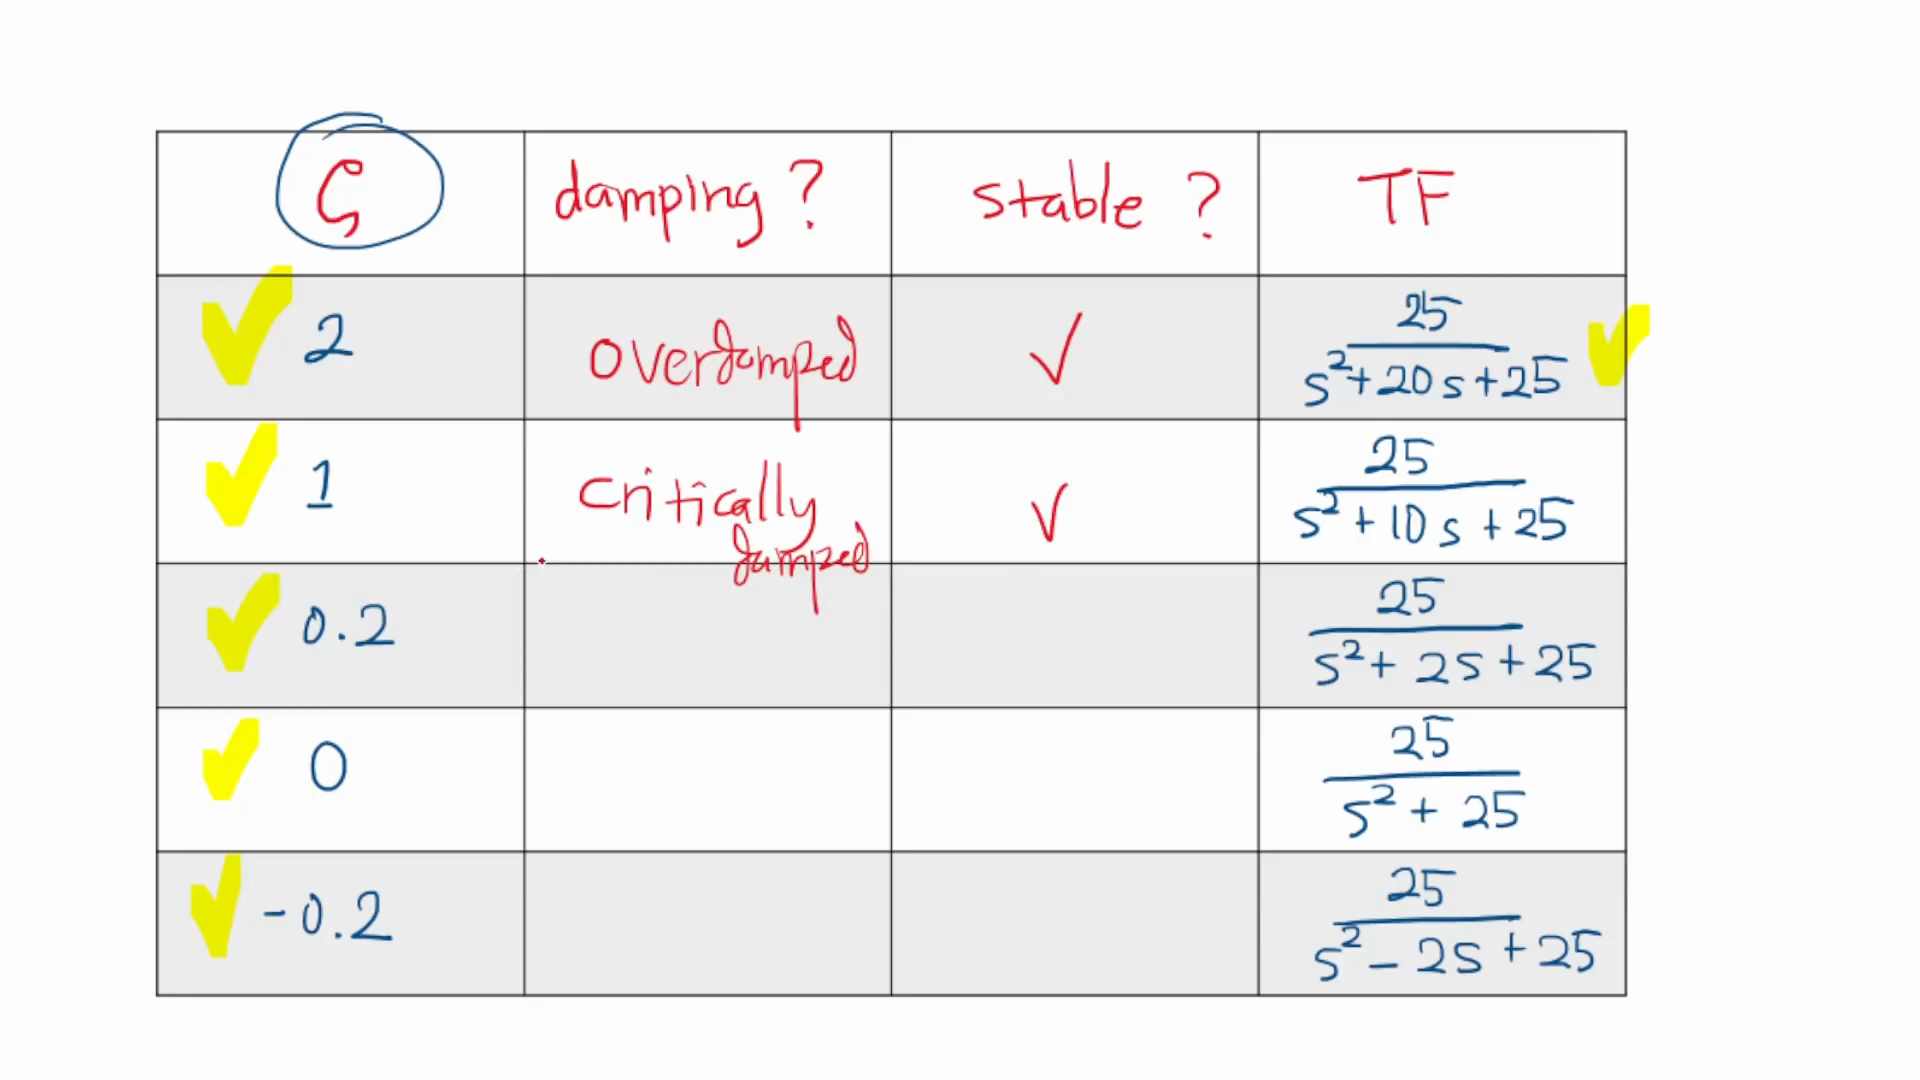 ζ damping ? stable ? TF
2 overdamped ✓ 25
s²+20s+25
1 critically damped ✓ 25
s²+10s+25
0.2 25
s²+2s+25
0 25
s²+25
-0.2 25
s²-2s+25